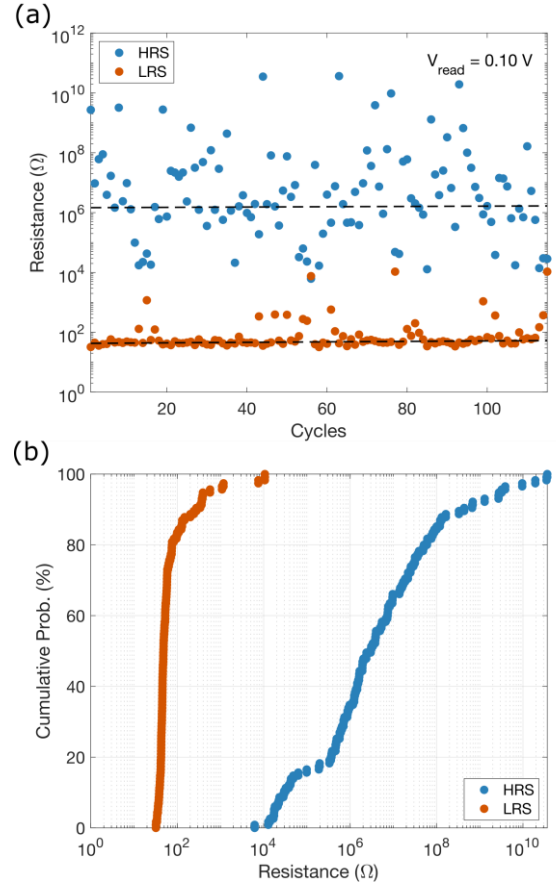 (a)
10^12
HRS
LRS
V_read = 0.10 V
10^10
10^8
10^6
10^4
10^2
10^0
Resistance (Ω)
20 40 60 80 100
Cycles
(b)
100
80
60
40
20
0
Cumulative Prob. (%)
HRS
LRS
10^0 10^2 10^4 10^6 10^8 10^10
Resistance (Ω)